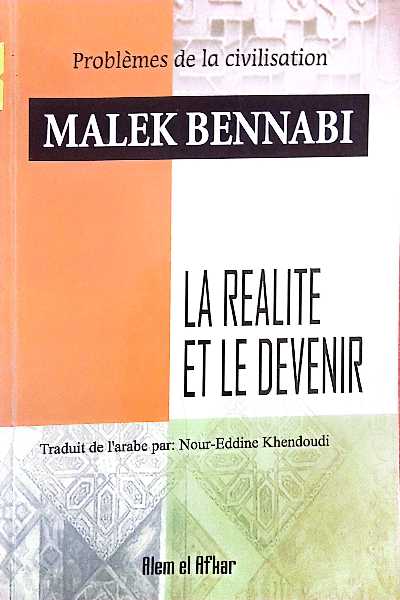 Problèmes de la civilisation
MALEK BENNABI
LA REALITE
ET LE DEVENIR
Traduit de l'arabe par: Nour-Eddine Khendoudi
Alem el Afkar